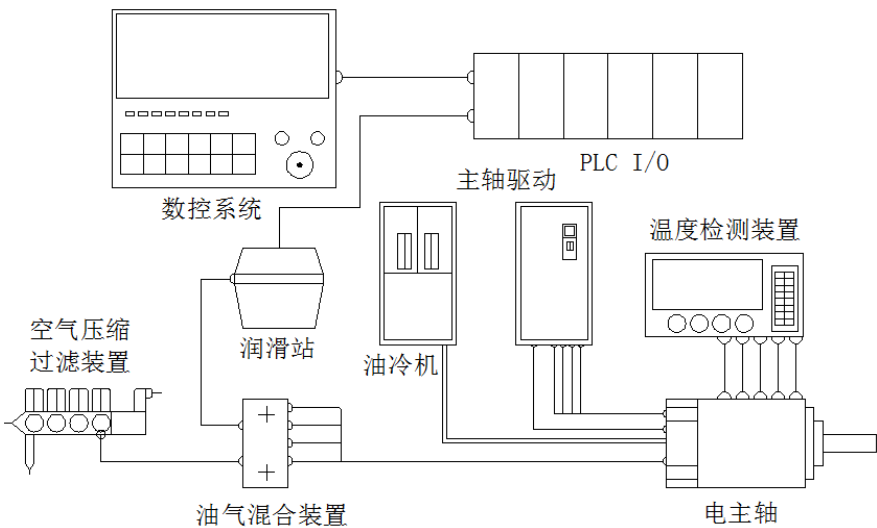 数控系统
PLC I/O
主轴驱动
温度检测装置
空气压缩
过滤装置
润滑站
油冷机
油气混合装置
电主轴